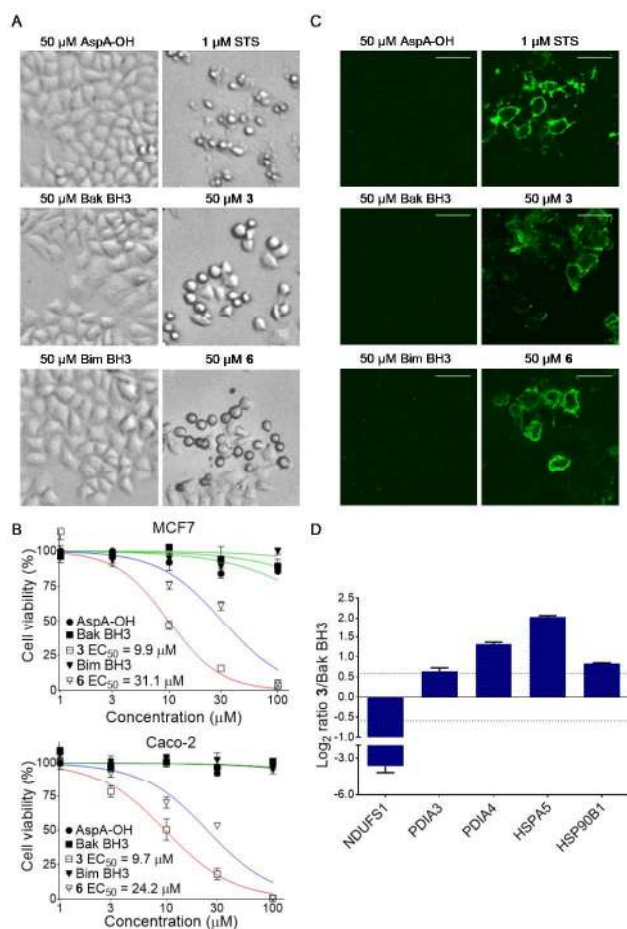 A
50 µM AspA-OH
1 µM STS
50 µM Bak BH3
50 µM 3
50 µM Bim BH3
50 µM 6
B
MCF7
Cell viability (%)
100
75
50
25
0
AspA-OH
Bak BH3
3 EC50 = 9.9 µM
Bim BH3
6 EC50 = 31.1 µM
1
3
10
30
100
Concentration (µM)
Caco-2
Cell viability (%)
100
75
50
25
0
AspA-OH
Bak BH3
3 EC50 = 9.7 µM
Bim BH3
6 EC50 = 24.2 µM
1
3
10
30
100
Concentration (µM)
C
50 µM AspA-OH
1 µM STS
50 µM Bak BH3
50 µM 3
50 µM Bim BH3
50 µM 6
D
Log2 ratio 3/Bak BH3
2.5
2.0
1.5
1.0
0.5
0.0
-0.5
-1.0
-3.0
-6.0
NDUFS1
PDIA3
PDIA4
HSPA5
HSP90B1